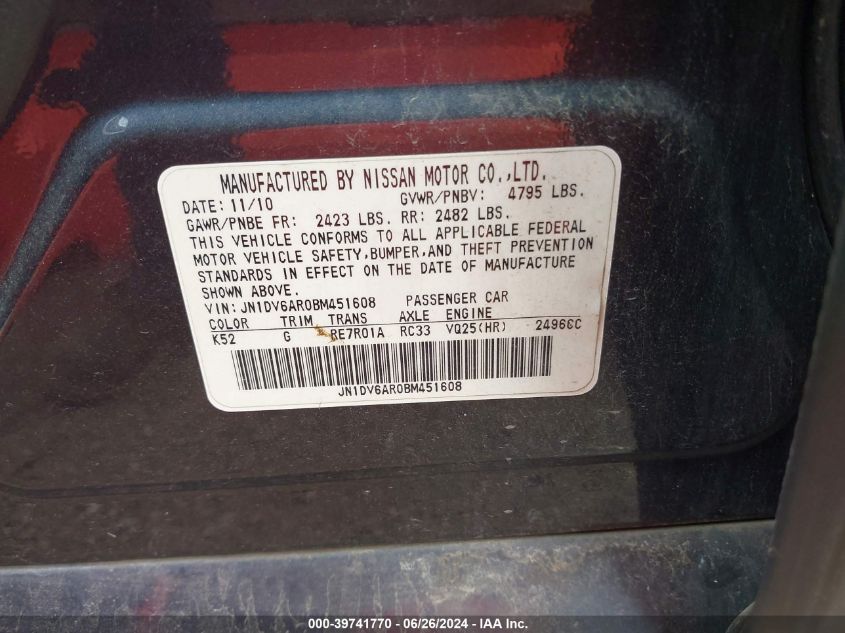 MANUFACTURED BY NISSAN MOTOR CO.,LTD.
DATE: 11/10 GVWR/PNBV: 4795 LBS.
GAWR/PNBE FR: 2423 LBS. RR: 2482 LBS.
THIS VEHICLE CONFORMS TO ALL APPLICABLE FEDERAL
MOTOR VEHICLE SAFETY,BUMPER,AND THEFT PREVENTION
STANDARDS IN EFFECT ON THE DATE OF MANUFACTURE
SHOWN ABOVE.
VIN: JN1DV6AR0BM451608 PASSENGER CAR
COLOR TRIM TRANS AXLE ENGINE
K52 G RE7R01A RC33 VQ25(HR) 2496CC
JN1DV6AR0BM451608
000-39741770 - 06/26/2024 - IAA Inc.